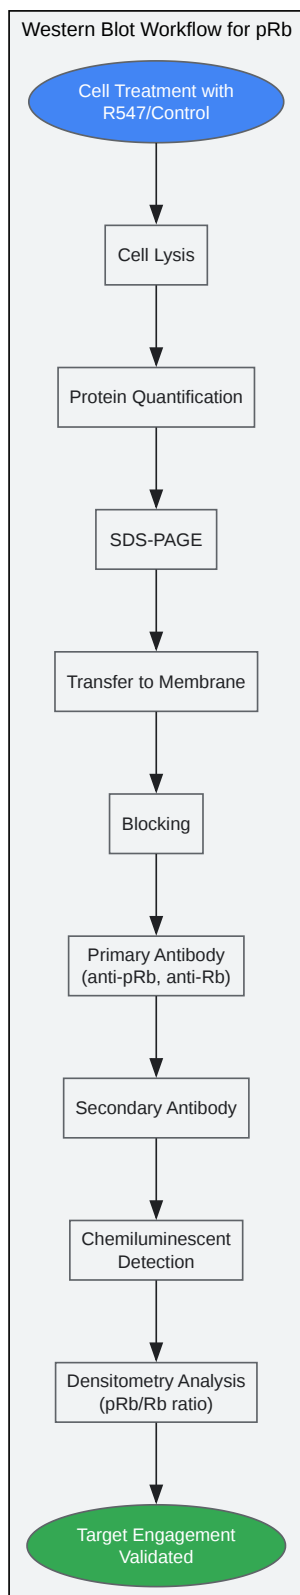 Western Blot Workflow for pRb
Cell Treatment with
R547/Control
Cell Lysis
Protein Quantification
SDS-PAGE
Transfer to Membrane
Blocking
Primary Antibody
(anti-pRb, anti-Rb)
Secondary Antibody
Chemiluminescent
Detection
Densitometry Analysis
(pRb/Rb ratio)
Target Engagement
Validated